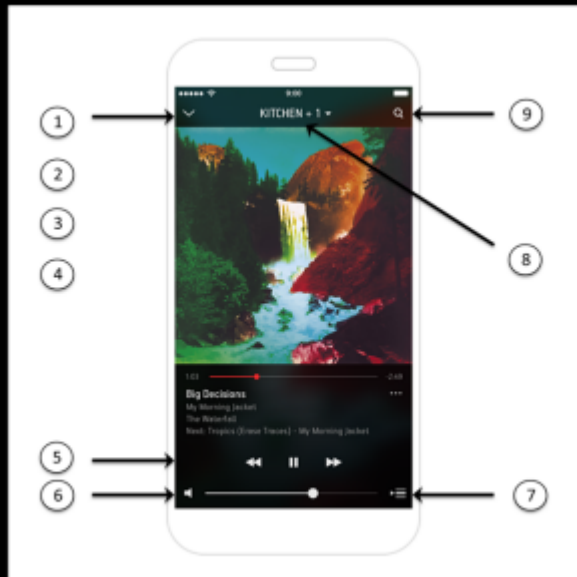 9:00
KITCHEN + 1
1
2
3
4
9
8
1:03
-2:49
Big Decisions
My Morning Jacket
The Waterfall
Next: Tropics (Erase Traces) - My Morning Jacket
5
6
7